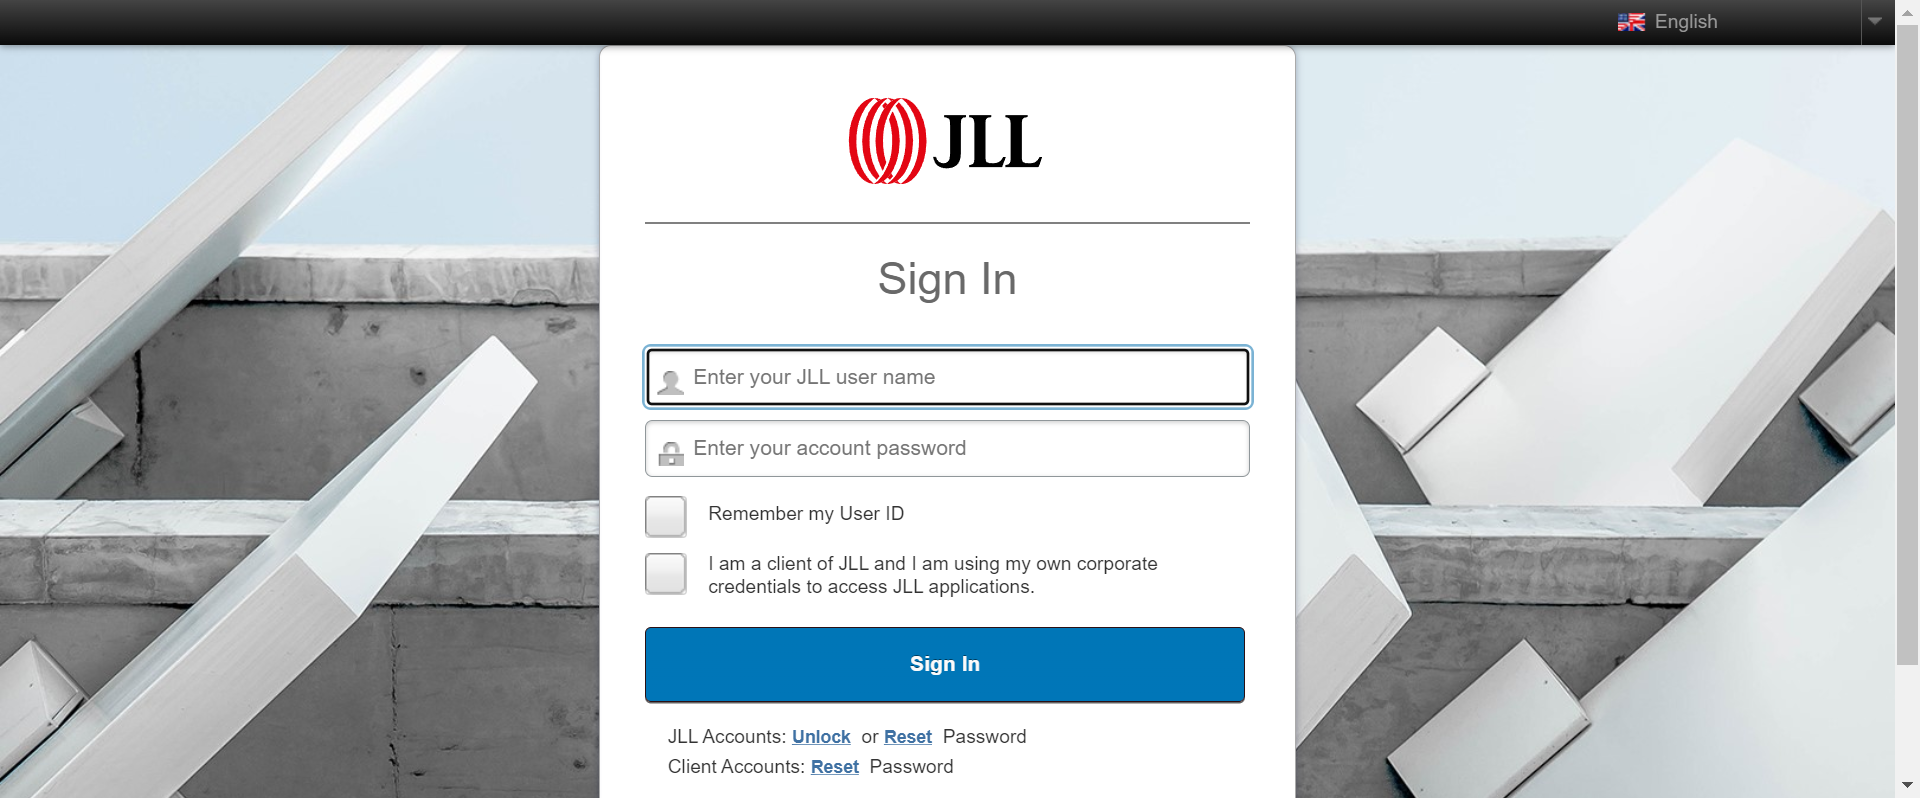 English
JLL
Sign In
Enter your JLL user name
Enter your account password
Remember my User ID
I am a client of JLL and I am using my own corporate
credentials to access JLL applications.
Sign In
JLL Accounts: Unlock or Reset Password
Client Accounts: Reset Password